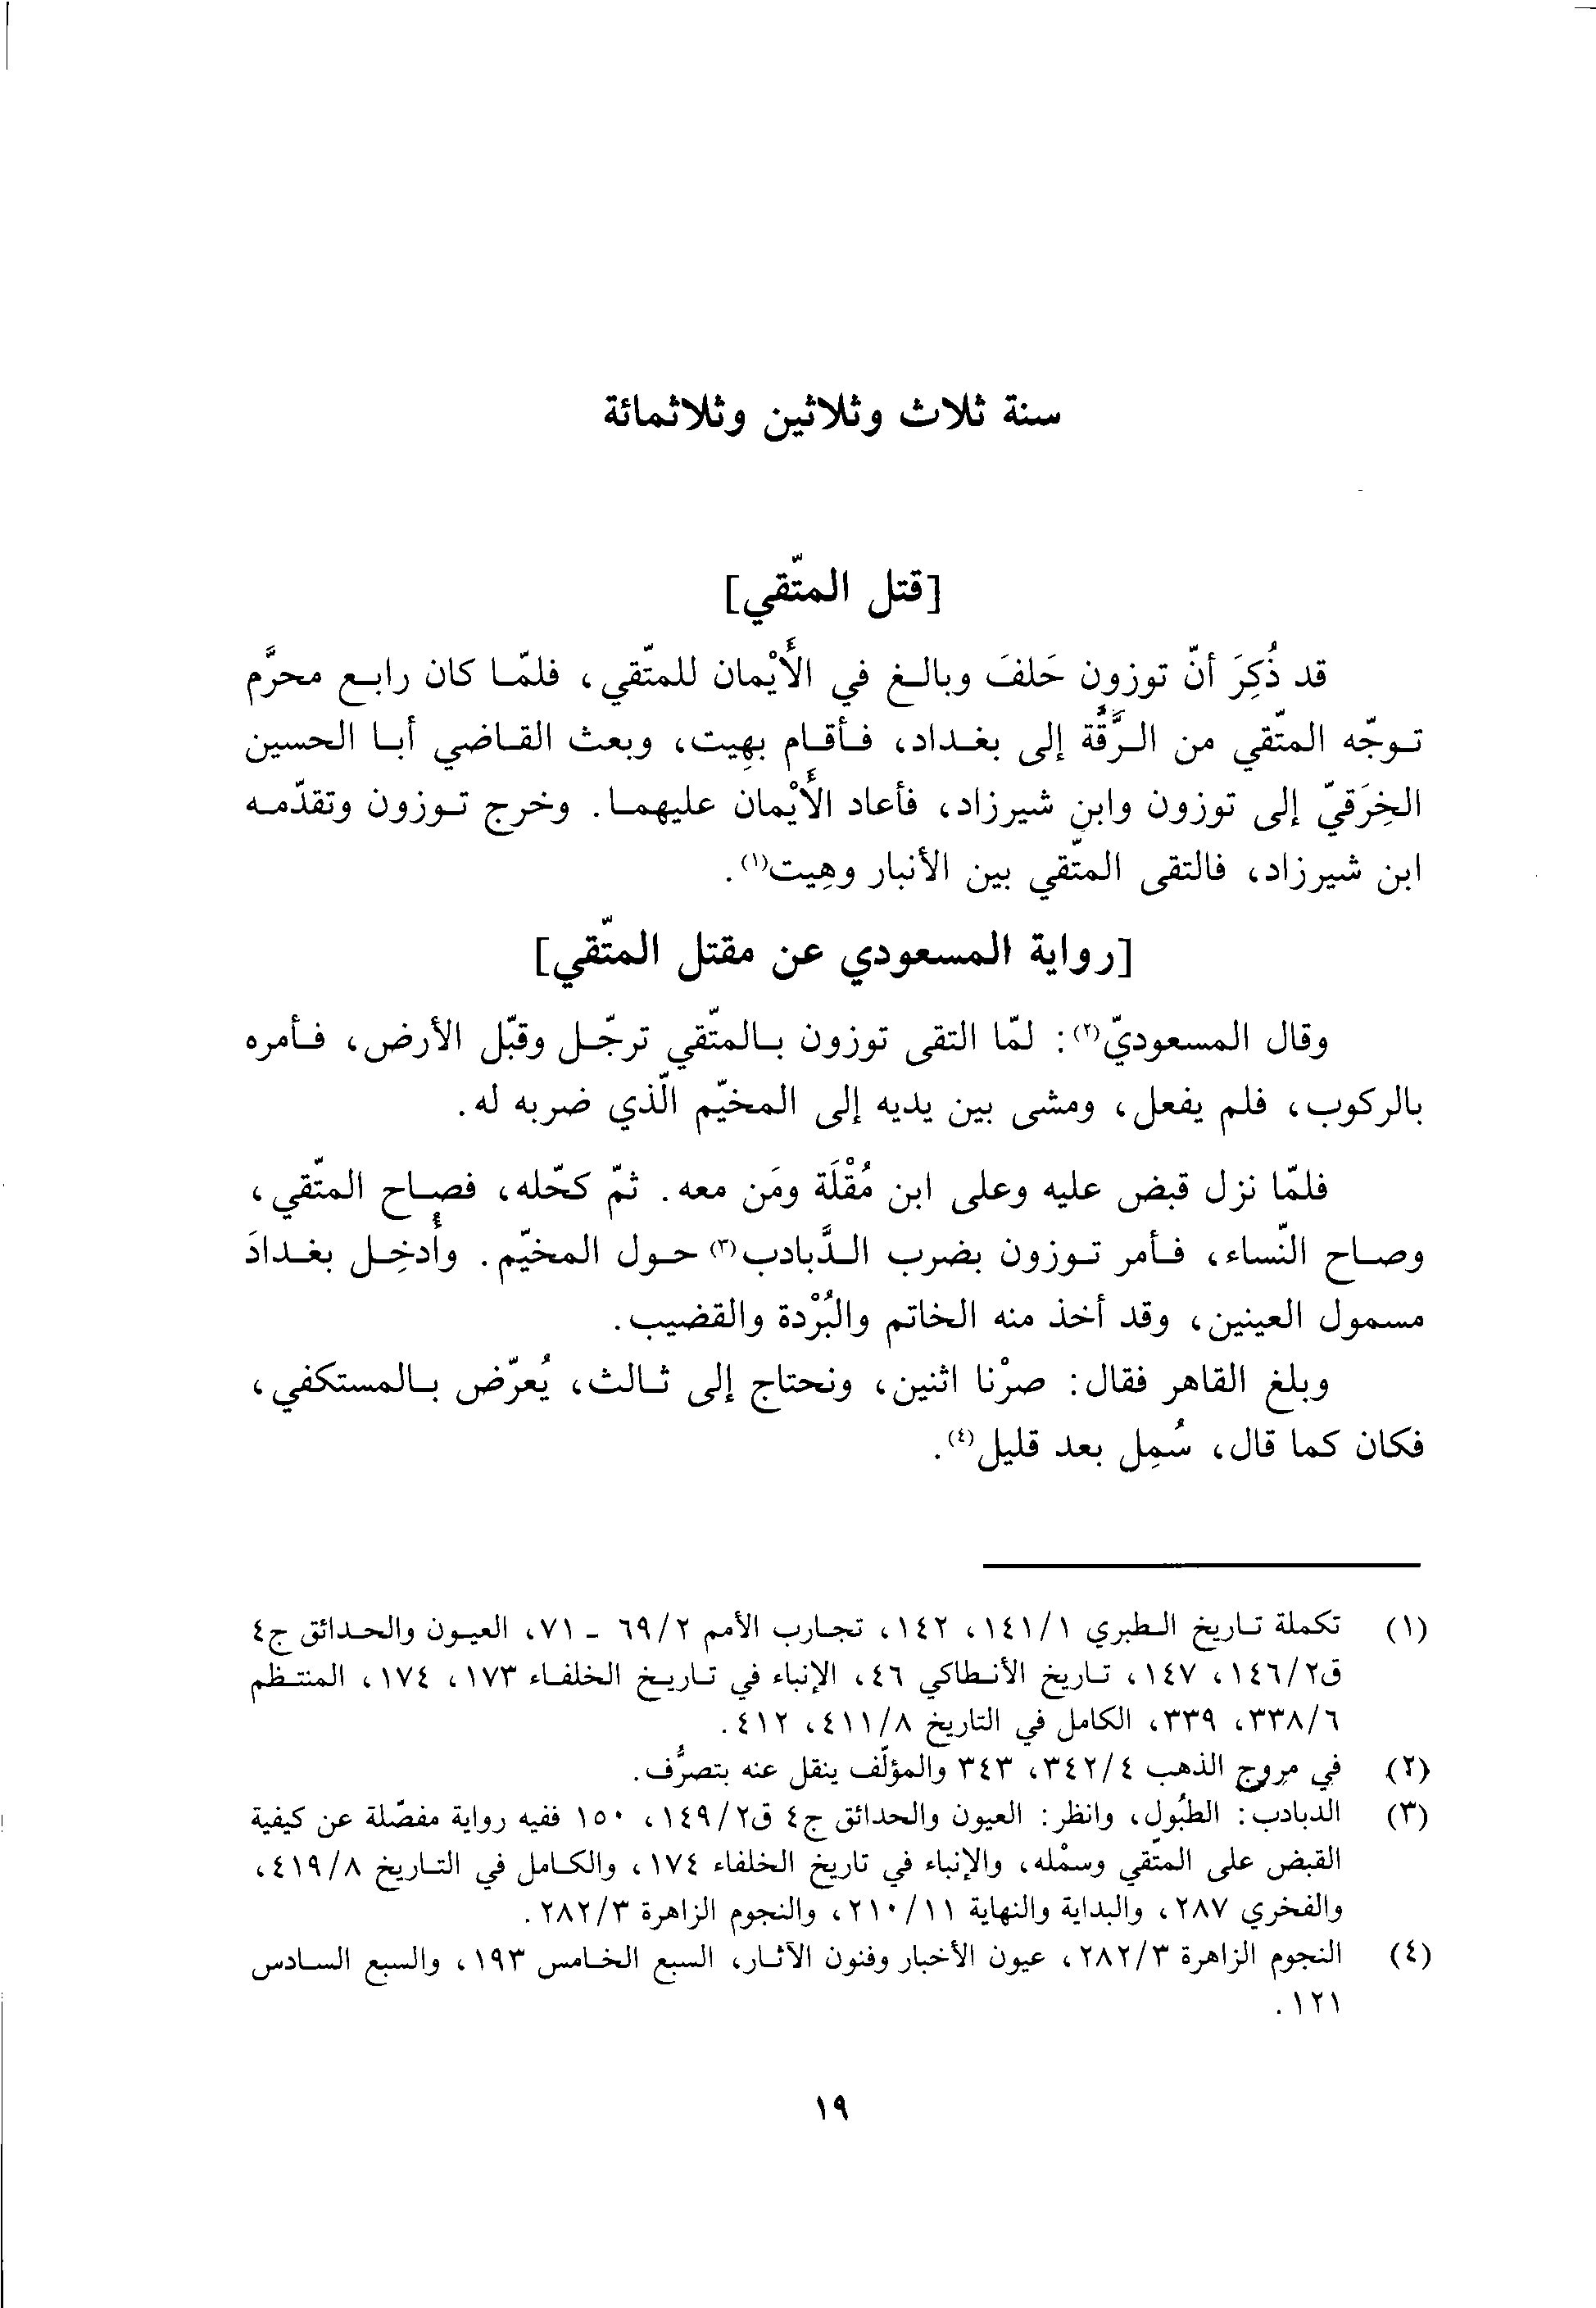 سنة ثلاث وثلاثين وثلاثمائة
[قتل المتّقي]
قد ذُكِرَ أنّ توزون حَلفَ وبالغ في الأَيْمان للمتّقي، فلمّا كان رابع محرَّم
توجّه المتّقي من الرَّقَّة إلى بغداد، فأقام بهِيت، وبعث القاضي أبا الحسين
الخِرَقيّ إلى توزون وابن شيرزاد، فأعاد الأَيْمان عليهما. وخرج توزون وتقدّمه
ابن شيرزاد، فالتقى المتّقي بين الأنبار وهِيت(١).
[رواية المسعودي عن مقتل المتّقي]
وقال المسعوديّ(٢): لمّا التقى توزون بالمتّقي ترجّل وقبّل الأرض، فأمره
بالركوب، فلم يفعل، ومشى بين يديه إلى المخيّم الّذي ضربه له.
فلمّا نزل قبض عليه وعلى ابن مُقْلَة ومَن معه. ثمّ كحّله، فصاح المتّقي،
وصاح النّساء، فأمر توزون بضرب الدَّبادب(٣) حول المخيّم. وأُدخِل بغدادَ
مسمول العينين، وقد أخذ منه الخاتم والبُرْدة والقضيب.
وبلغ القاهر فقال: صرْنا اثنين، ونحتاج إلى ثالث، يُعرّض بالمستكفي،
فكان كما قال، سُمِل بعد قليل(٤).
(١) تكملة تاريخ الطبري ١٤١/١، ١٤٢، تجارب الأمم ٦٩/٢ - ٧١، العيون والحدائق ج٤
ق١٤٦/٢، ١٤٧، تاريخ الأنطاكي ٤٦، الإنباء في تاريخ الخلفاء ١٧٣، ١٧٤، المنتظم
٣٣٨/٦، ٣٣٩، الكامل في التاريخ ٤١١/٨، ٤١٢.
(٢) في مروج الذهب ٣٤٢/٤، ٣٤٣ والمؤلّف ينقل عنه بتصرُّف.
(٣) الدبادب: الطبُول، وانظر: العيون والحدائق ج٤ ق١٤٩/٢، ١٥٠ ففيه رواية مفصّلة عن كيفية
القبض على المتّقي وسمْله، والإنباء في تاريخ الخلفاء ١٧٤، والكامل في التاريخ ٤١٩/٨،
والفخري ٢٨٧، والبداية والنهاية ٢١٠/١١، والنجوم الزاهرة ٢٨٢/٣.
(٤) النجوم الزاهرة ٢٨٢/٣، عيون الأخبار وفنون الآثار، السبع الخامس ١٩٣، والسبع السادس
١٢١.
١٩